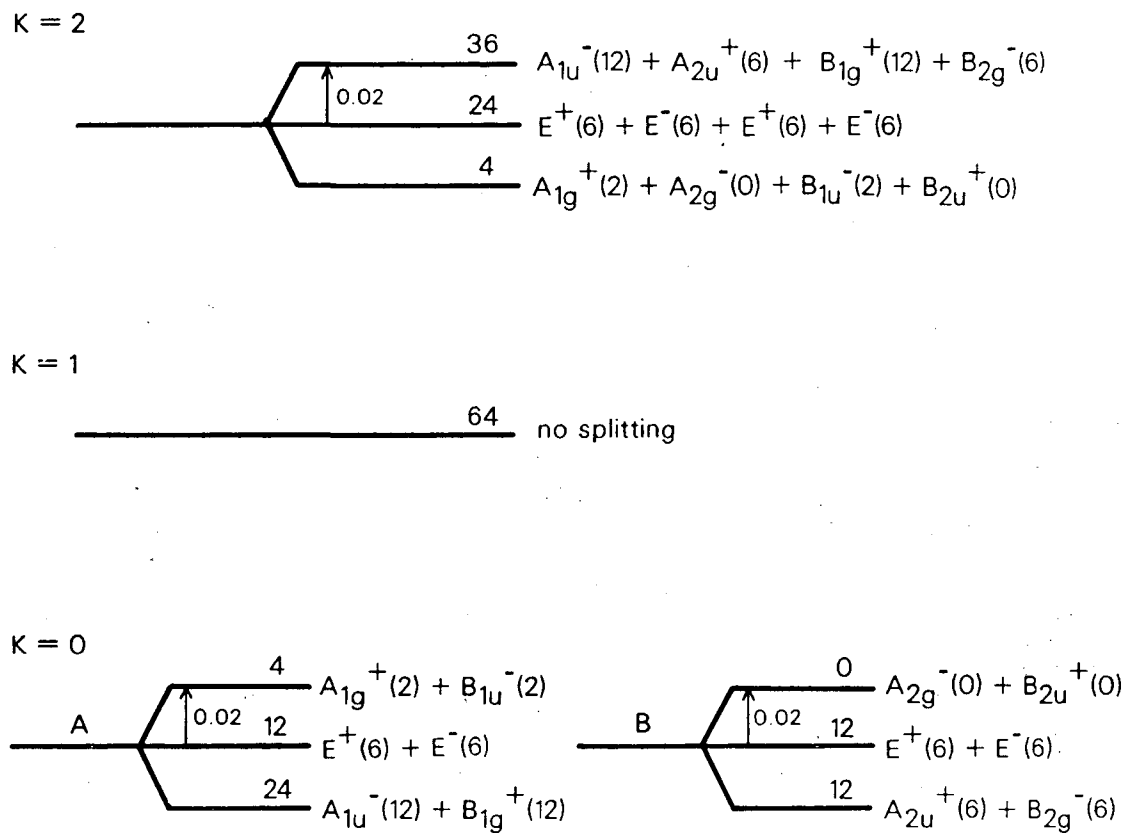 K = 2
36 A₁ᵤ⁻(12) + A₂ᵤ⁺(6) + B₁g⁺(12) + B₂g⁻(6)
0.02
24 E⁺(6) + E⁻(6) + E⁺(6) + E⁻(6)
4 A₁g⁺(2) + A₂g⁻(0) + B₁ᵤ⁻(2) + B₂ᵤ⁺(0)
K = 1
64 no splitting
K = 0
4 A₁g⁺(2) + B₁ᵤ⁻(2)
0.02
A 12 E⁺(6) + E⁻(6)
24 A₁ᵤ⁻(12) + B₁g⁺(12)
0 A₂g⁻(0) + B₂ᵤ⁺(0)
0.02
B 12 E⁺(6) + E⁻(6)
12 A₂ᵤ⁺(6) + B₂g⁻(6)